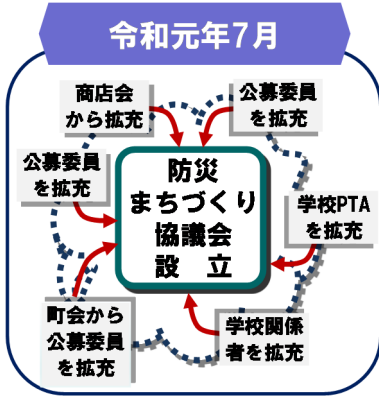 令和元年7月
商店会
から拡充
公募委員
を拡充
公募委員
を拡充
防災
まちづくり
協議会
設　立
学校PTA
を拡充
町会から
公募委員
を拡充
学校関係
者を拡充